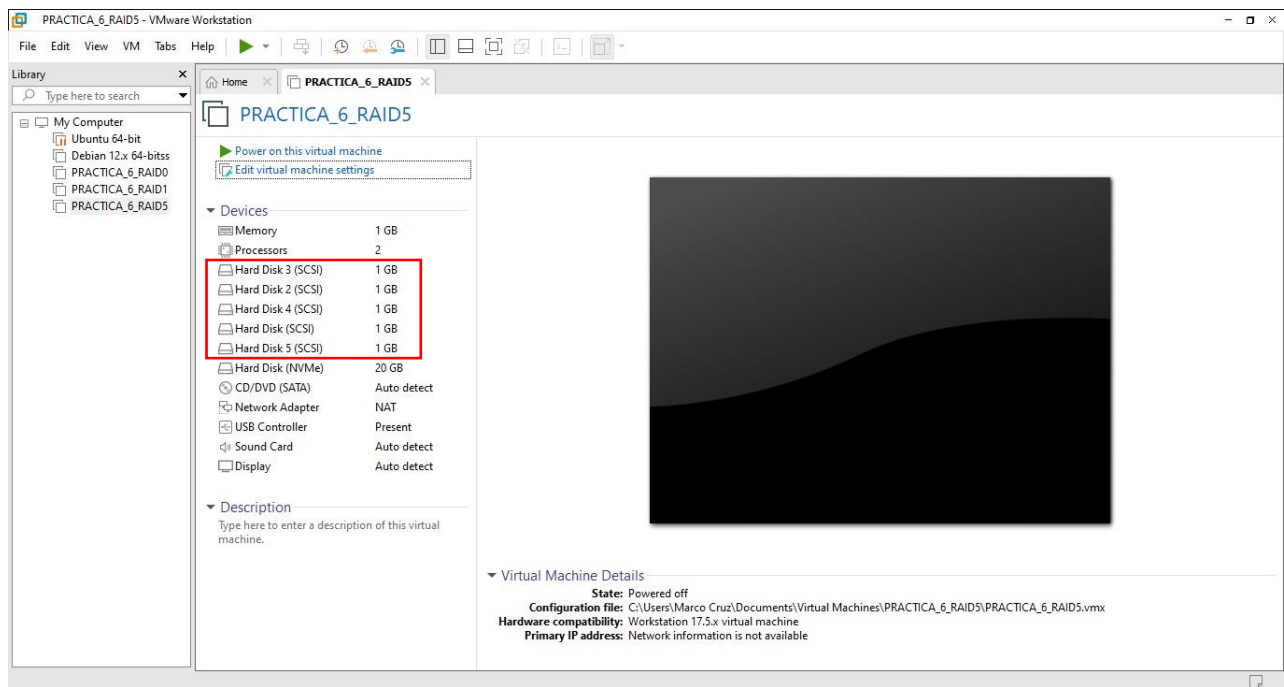 PRACTICA_6_RAID5 - VMware Workstation
File Edit View VM Tabs Help
Library
Type here to search
My Computer
Ubuntu 64-bit
Debian 12.x 64-bitss
PRACTICA_6_RAID0
PRACTICA_6_RAID1
PRACTICA_6_RAID5
Home
PRACTICA_6_RAID5
PRACTICA_6_RAID5
Power on this virtual machine
Edit virtual machine settings
Devices
Memory 1 GB
Processors 2
Hard Disk 3 (SCSI) 1 GB
Hard Disk 2 (SCSI) 1 GB
Hard Disk 4 (SCSI) 1 GB
Hard Disk (SCSI) 1 GB
Hard Disk 5 (SCSI) 1 GB
Hard Disk (NVMe) 20 GB
CD/DVD (SATA) Auto detect
Network Adapter NAT
USB Controller Present
Sound Card Auto detect
Display Auto detect
Description
Type here to enter a description of this virtual
machine.
Virtual Machine Details
State: Powered off
Configuration file: C:\Users\Marco Cruz\Documents\Virtual Machines\PRACTICA_6_RAID5\PRACTICA_6_RAID5.vmx
Hardware compatibility: Workstation 17.5.x virtual machine
Primary IP address: Network information is not available